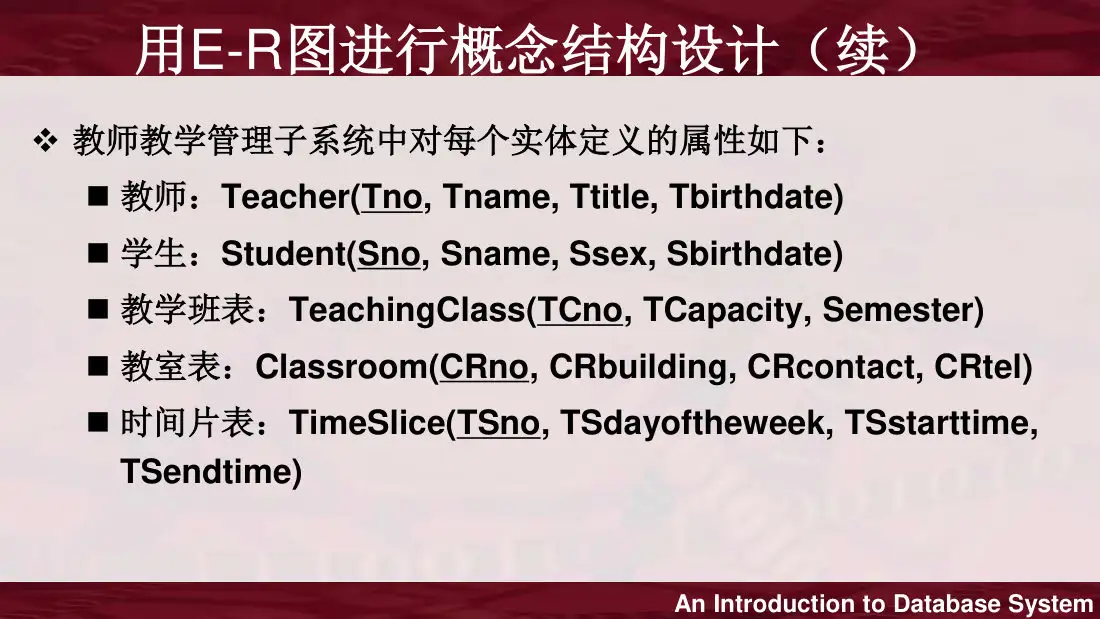 用E-R图进行概念结构设计（续）
❖ 教师教学管理子系统中对每个实体定义的属性如下：
■ 教师：Teacher(Tno, Tname, Ttitle, Tbirthdate)
■ 学生：Student(Sno, Sname, Ssex, Sbirthdate)
■ 教学班表：TeachingClass(TCno, TCapacity, Semester)
■ 教室表：Classroom(CRno, CRbuilding, CRcontact, CRtel)
■ 时间片表：TimeSlice(TSno, TSdayoftheweek, TSstarttime,
TSendtime)
An Introduction to Database System